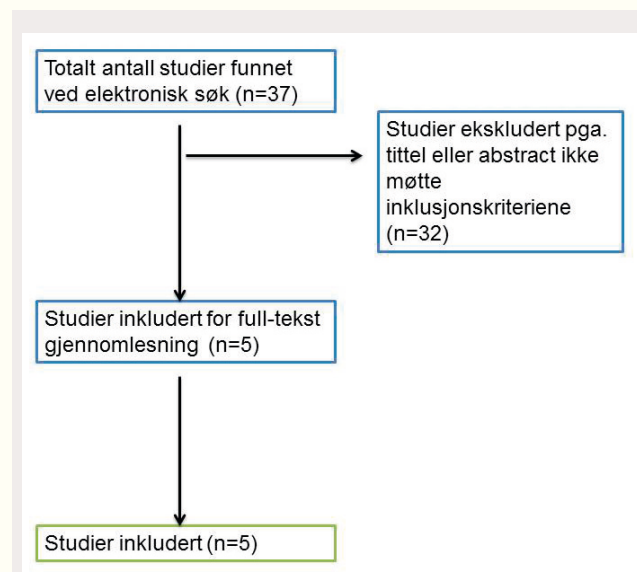 Totalt antall studier funnet
ved elektronisk søk (n=37)
Studier ekskludert pga.
tittel eller abstract ikke
møtte
inklusjonskriteriene
(n=32)
Studier inkludert for full-tekst
gjennomlesning (n=5)
Studier inkludert (n=5)